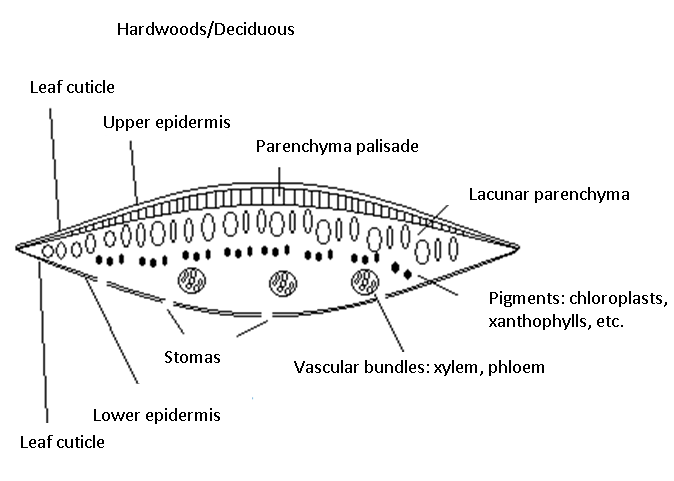 Hardwoods/Deciduous
Leaf cuticle
Upper epidermis
Parenchyma palisade
Lacunar parenchyma
Pigments: chloroplasts,
xanthophylls, etc.
Stomas
Vascular bundles: xylem, phloem
Lower epidermis
Leaf cuticle